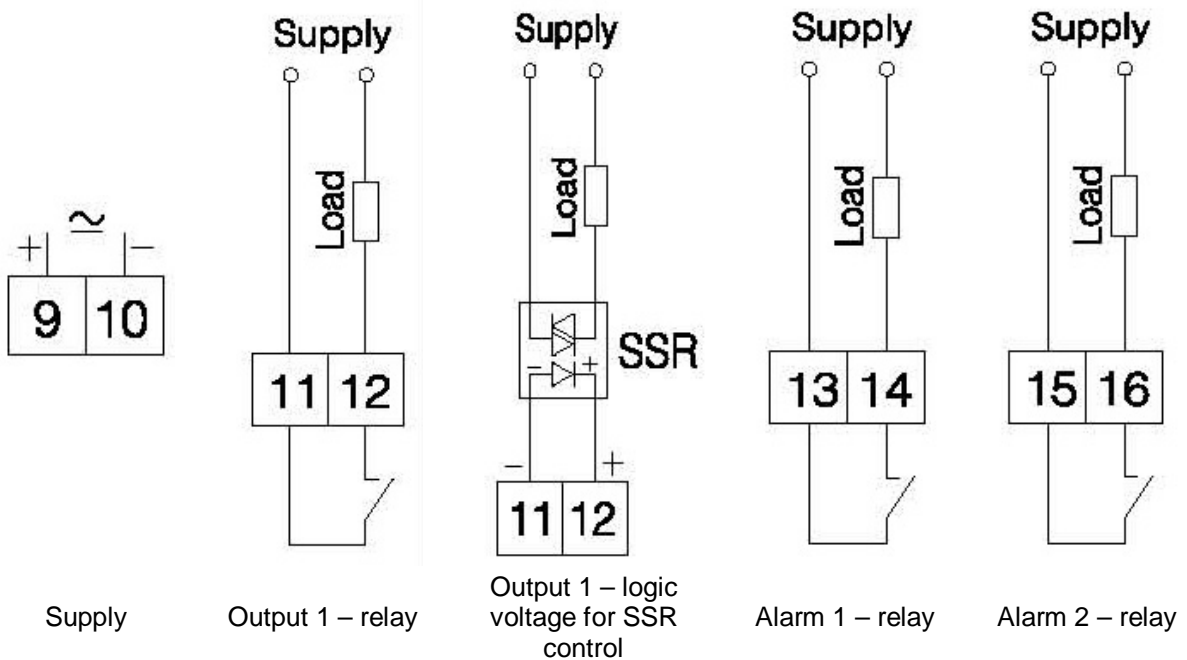 Supply
Supply
Supply
Supply
Load
Load
Load
Load
+ ≃ −
9 10
SSR
− +
11 12
13 14
15 16
− +
11 12
Supply
Output 1 – relay
Output 1 – logic
voltage for SSR
control
Alarm 1 – relay
Alarm 2 – relay